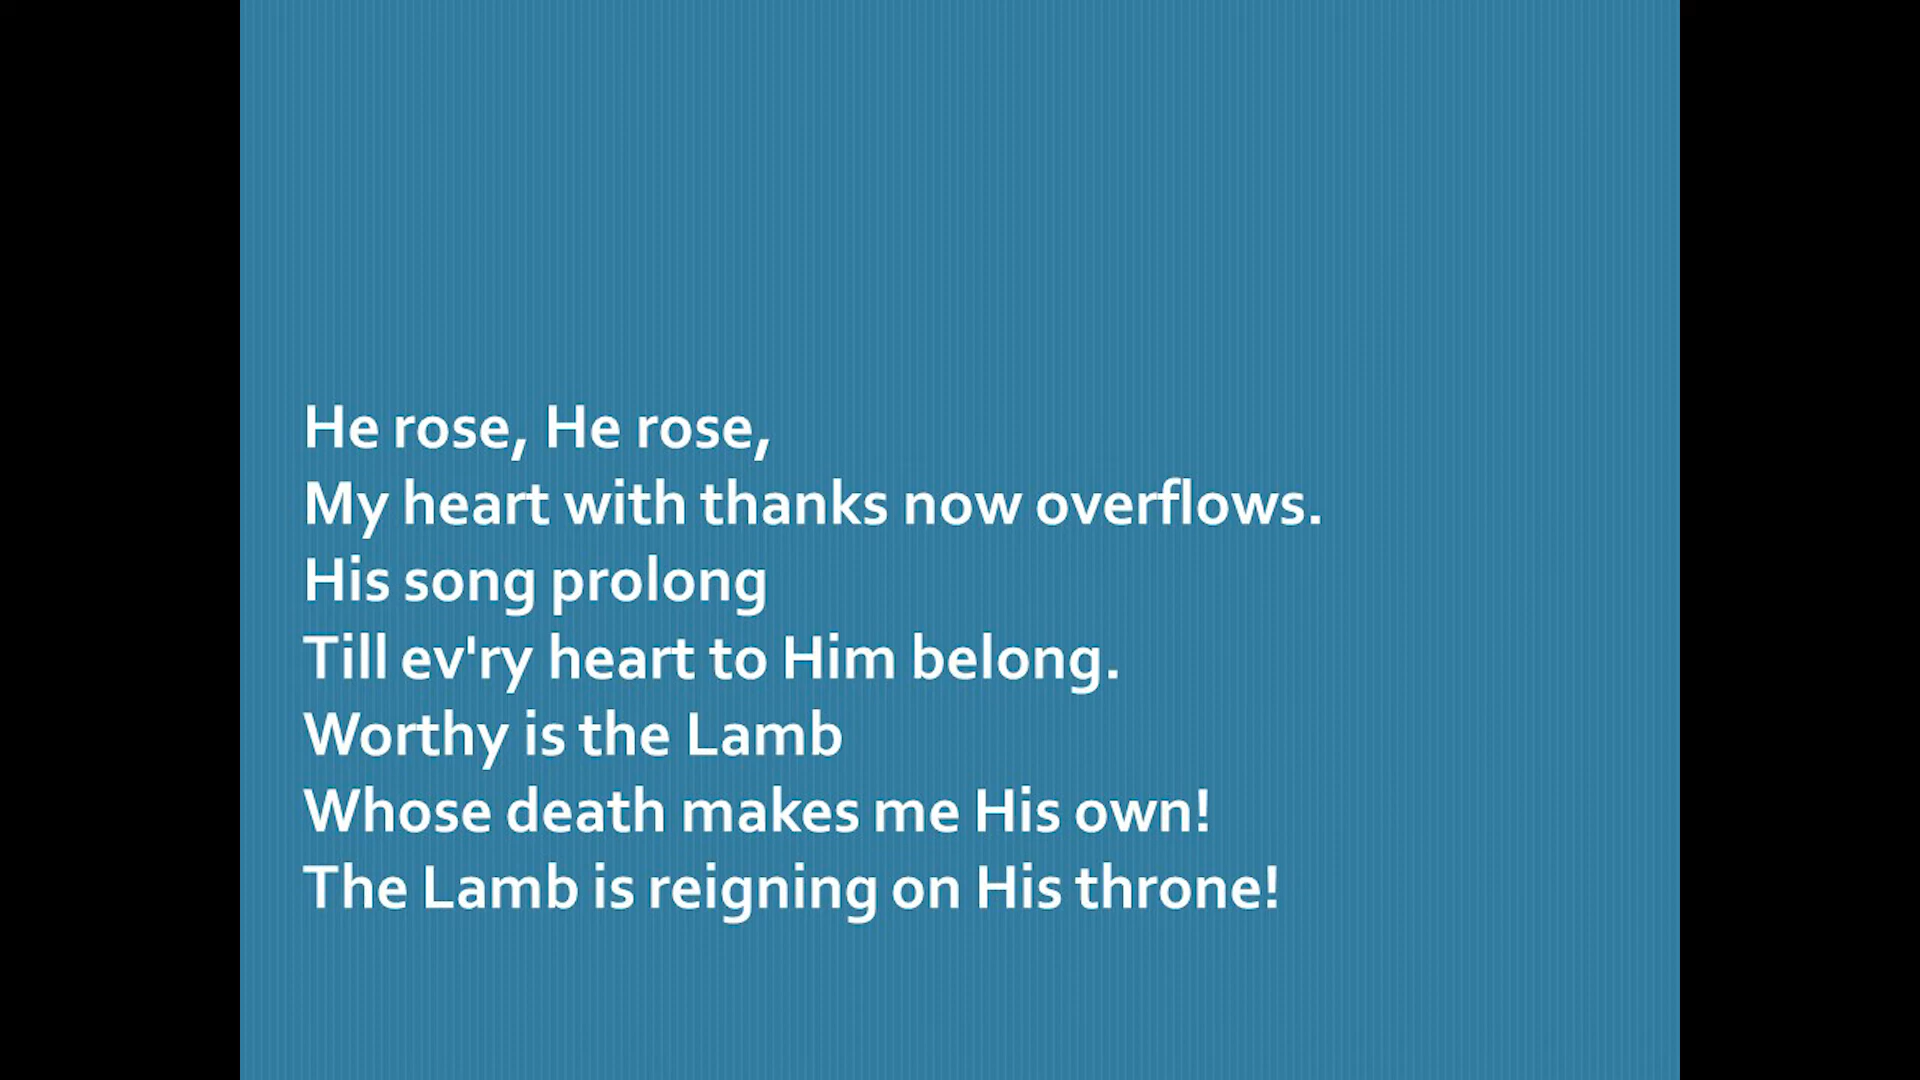 He rose, He rose,
My heart with thanks now overflows.
His song prolong
Till ev'ry heart to Him belong.
Worthy is the Lamb
Whose death makes me His own!
The Lamb is reigning on His throne!